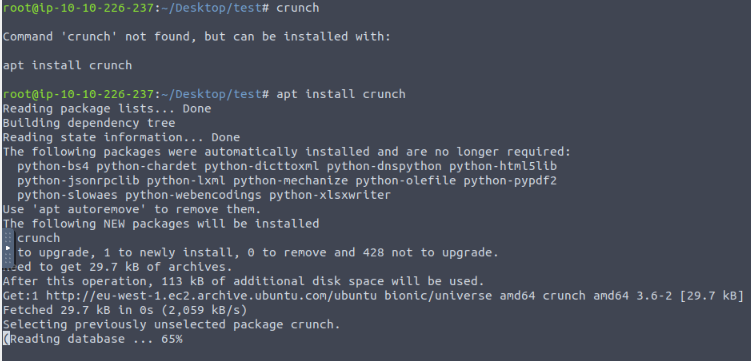 root@ip-10-10-226-237:~/Desktop/test# crunch
Command 'crunch' not found, but can be installed with:
apt install crunch
root@ip-10-10-226-237:~/Desktop/test# apt install crunch
Reading package lists... Done
Building dependency tree
Reading state information... Done
The following packages were automatically installed and are no longer required:
python-bs4 python-chardet python-dicttoxml python-dnspython python-html5lib
python-jsonrpclib python-lxml python-mechanize python-olefile python-pypdf2
python-slowaes python-webencodings python-xlsxwriter
Use 'apt autoremove' to remove them.
The following NEW packages will be installed
crunch
to upgrade, 1 to newly install, 0 to remove and 428 not to upgrade.
to get 29.7 kB of archives.
After this operation, 113 kB of additional disk space will be used.
Get:1 http://eu-west-1.ec2.archive.ubuntu.com/ubuntu bionic/universe amd64 crunch amd64 3.6-2 [29.7 kB]
Fetched 29.7 kB in 0s (2,059 kB/s)
Selecting previously unselected package crunch.
(Reading database ... 65%